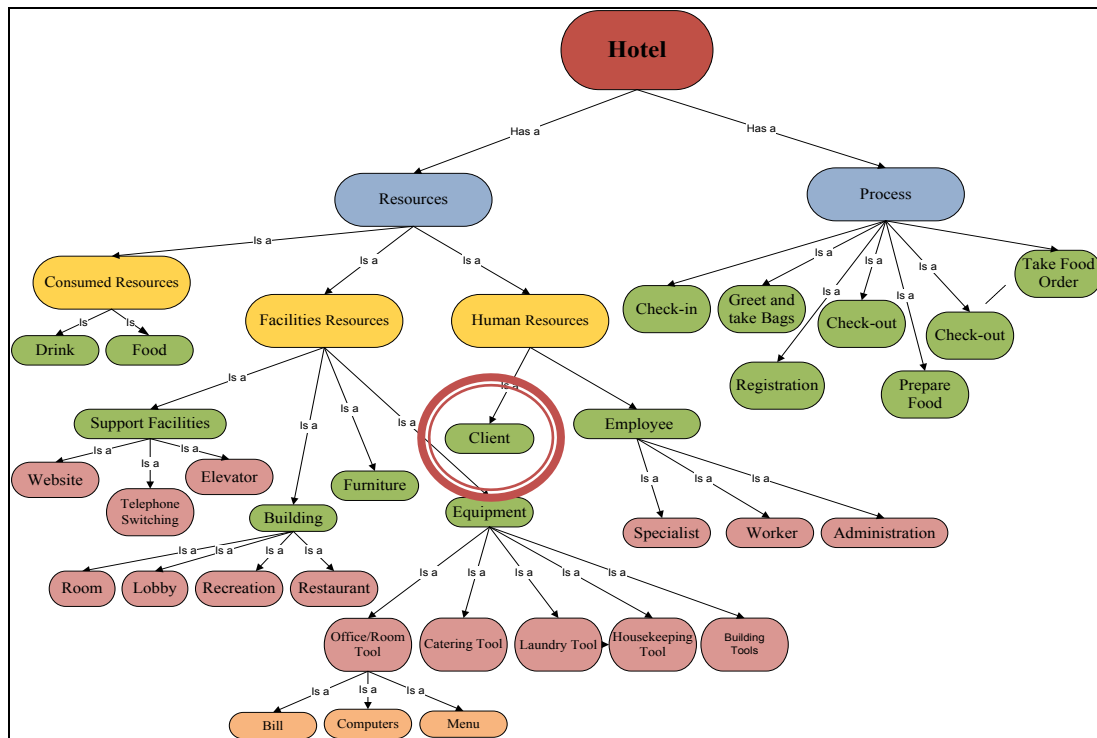 Hotel
Has a
Has a
Resources
Process
Is a
Is a
Is a
Is a
Is a
Is a
Is a
Is a
Consumed Resources
Facilities Resources
Human Resources
Check-in
Greet and
take Bags
Check-out
Check-out
Take Food
Order
Is
Is
Drink
Food
Registration
Prepare
Food
Is a
Is a
Is a
Is a
Is a
Is a
Support Facilities
Client
Employee
Is a
Is a
Is a
Website
Telephone
Switching
Elevator
Furniture
Is a
Is a
Is a
Building
Equipment
Specialist
Worker
Administration
Is a
Is a
Is a
Is a
Room
Lobby
Recreation
Restaurant
Is a
Is a
Is a
Is a
Is a
Office/Room
Tool
Catering Tool
Laundry Tool
Housekeeping
Tool
Building
Tools
Is a
Is a
Is a
Bill
Computers
Menu